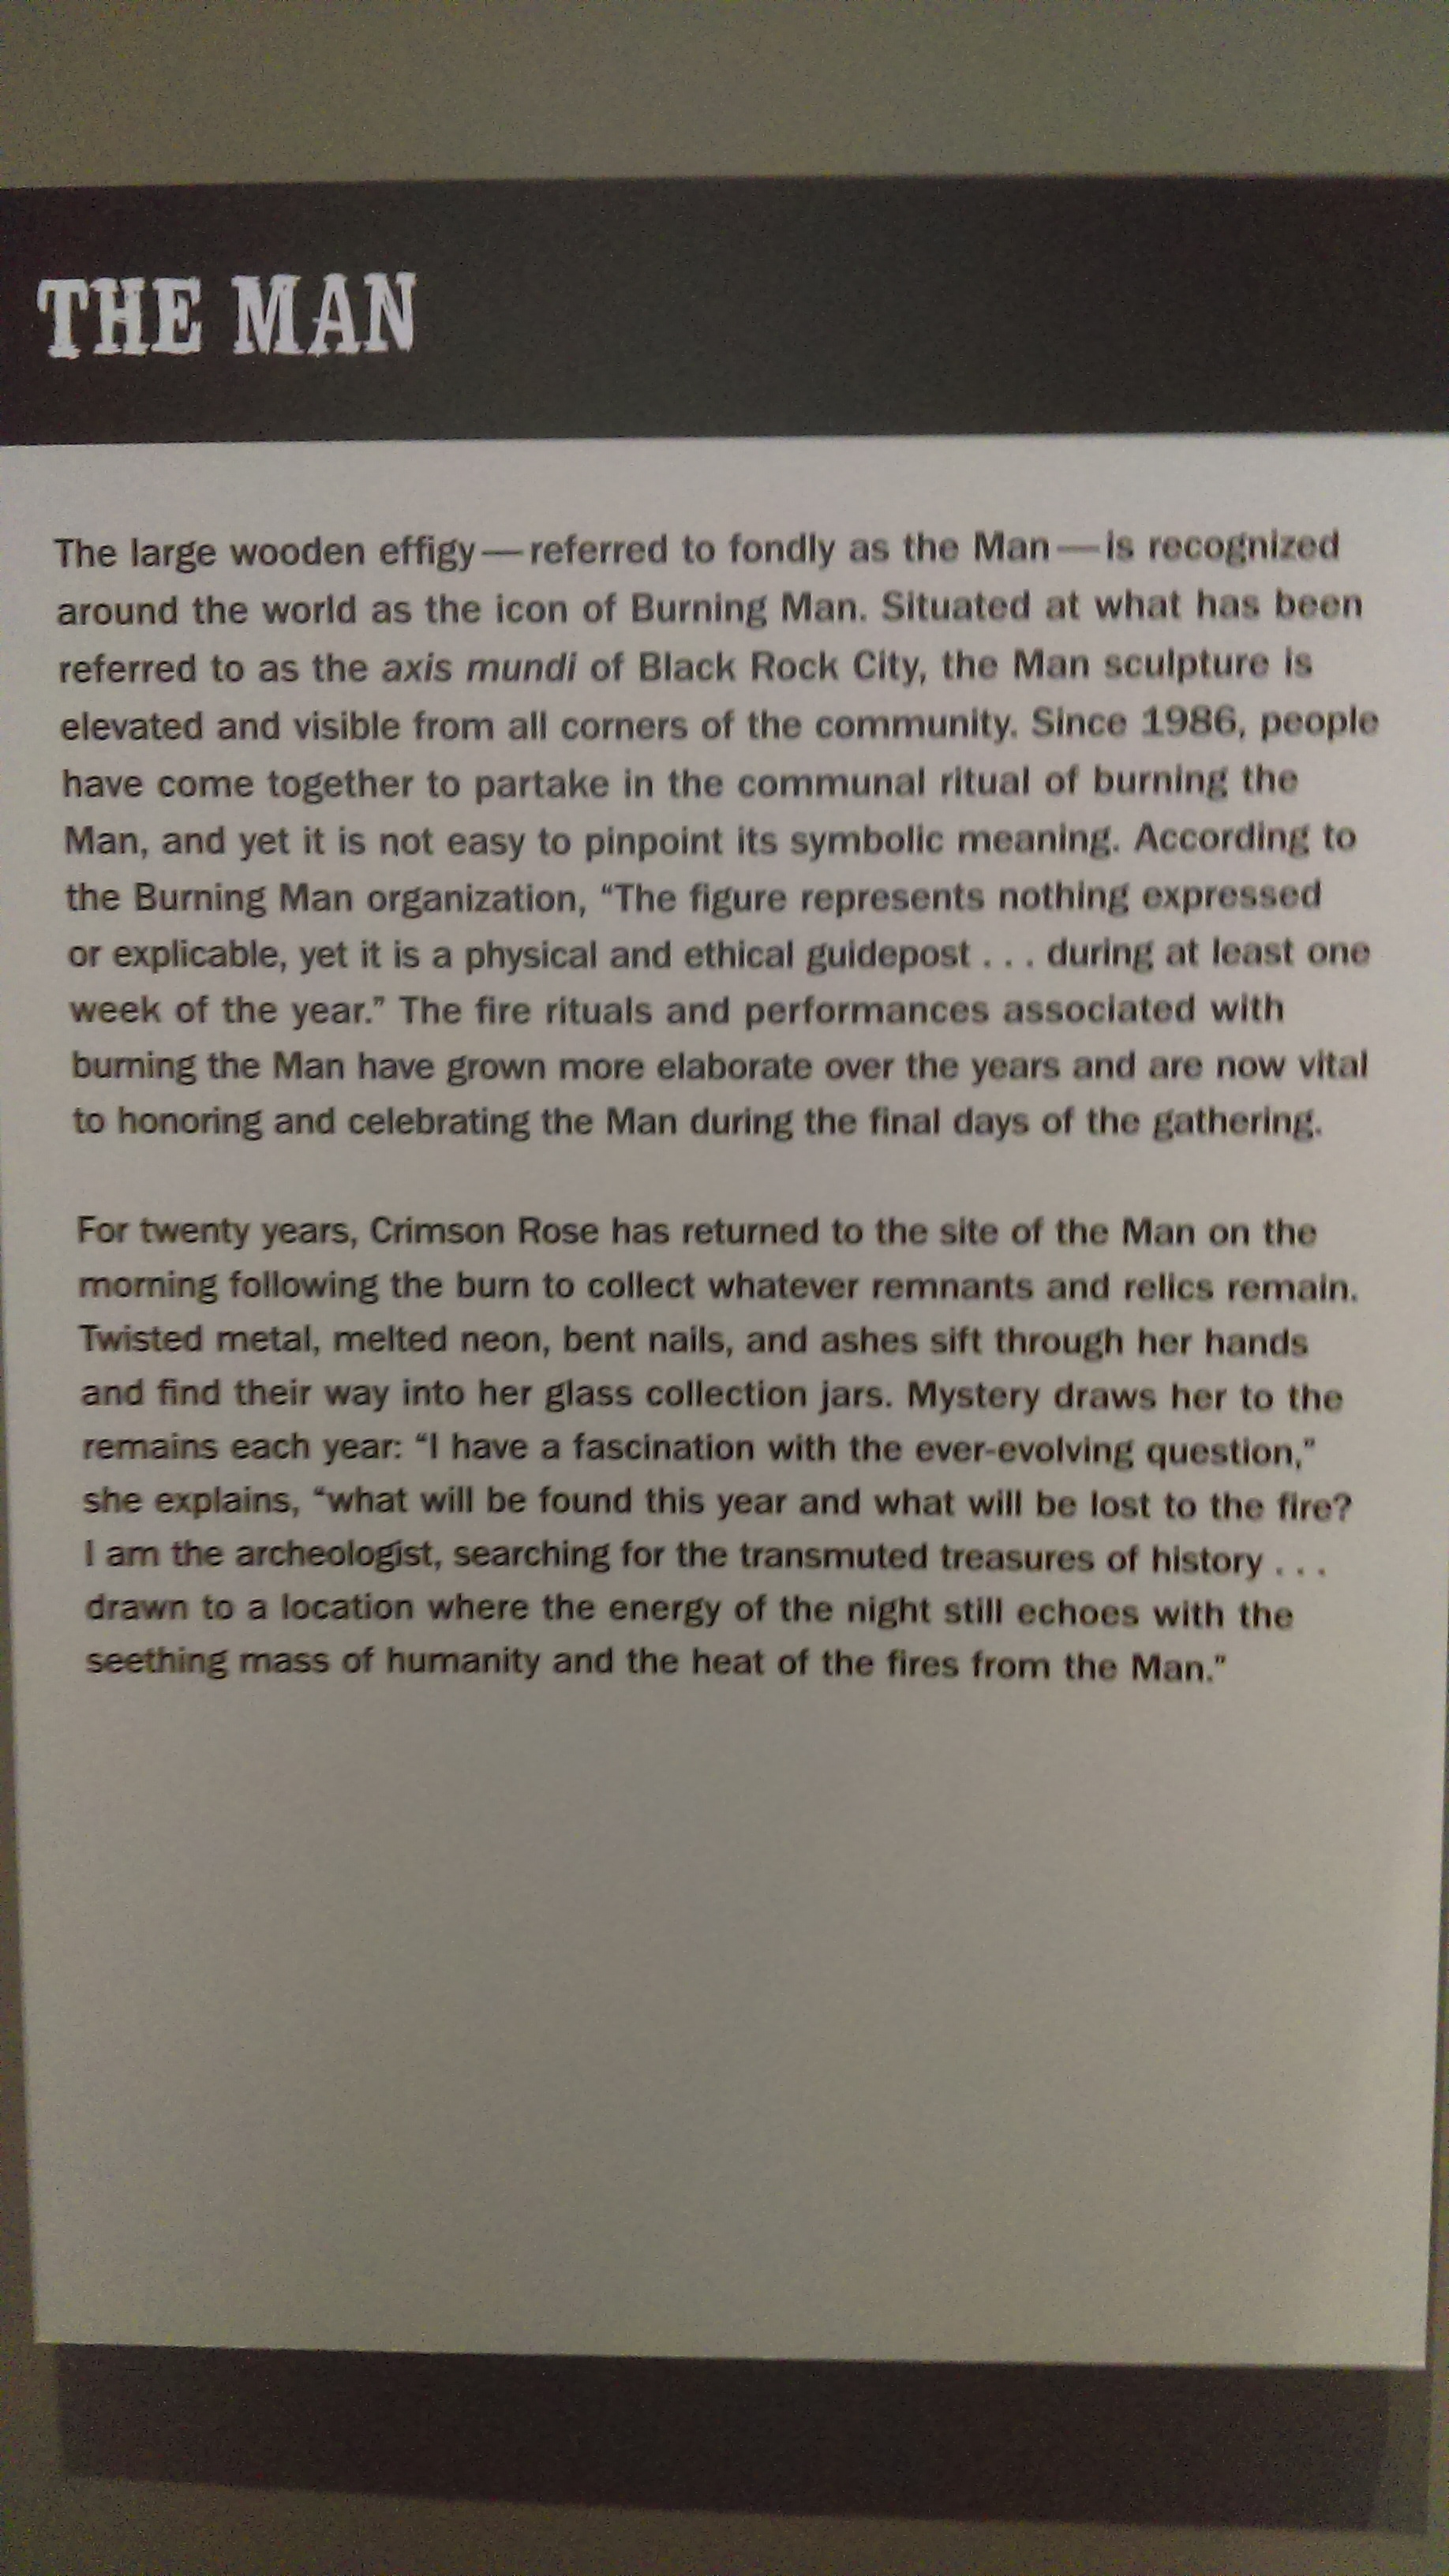 THE MAN
The large wooden effigy—referred to fondly as the Man—is recognized
around the world as the icon of Burning Man. Situated at what has been
referred to as the axis mundi of Black Rock City, the Man sculpture is
elevated and visible from all corners of the community. Since 1986, people
have come together to partake in the communal ritual of burning the
Man, and yet it is not easy to pinpoint its symbolic meaning. According to
the Burning Man organization, “The figure represents nothing expressed
or explicable, yet it is a physical and ethical guidepost . . . during at least one
week of the year.” The fire rituals and performances associated with
burning the Man have grown more elaborate over the years and are now vital
to honoring and celebrating the Man during the final days of the gathering.
For twenty years, Crimson Rose has returned to the site of the Man on the
morning following the burn to collect whatever remnants and relics remain.
Twisted metal, melted neon, bent nails, and ashes sift through her hands
and find their way into her glass collection jars. Mystery draws her to the
remains each year: “I have a fascination with the ever-evolving question,”
she explains, “what will be found this year and what will be lost to the fire?
I am the archeologist, searching for the transmuted treasures of history . . .
drawn to a location where the energy of the night still echoes with the
seething mass of humanity and the heat of the fires from the Man.”